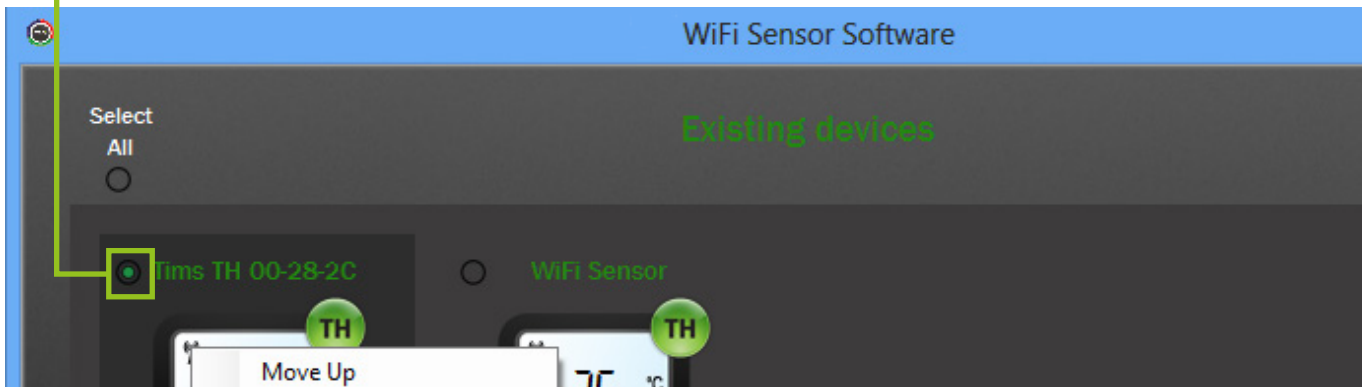 WiFi Sensor Software
Select
All
Existing devices
Tims TH 00-28-2C
WiFi Sensor
TH
TH
Move Up
°C